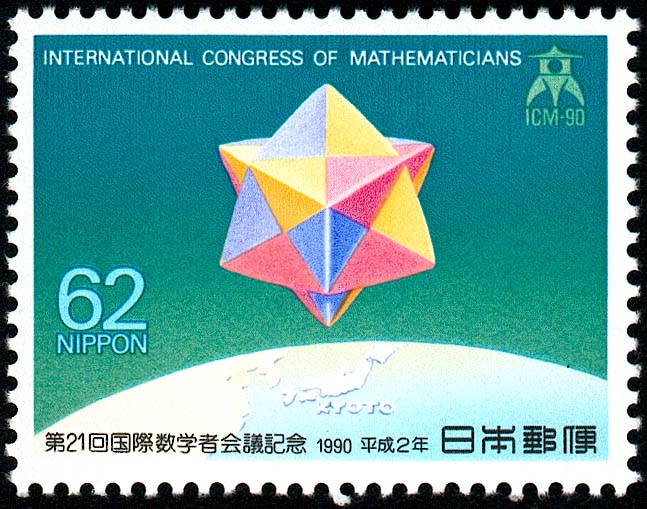 INTERNATIONAL CONGRESS OF MATHEMATICIANS
ICM-90
62
NIPPON
KYOTO
第21回国際数学者会議記念 1990 平成2年 日本郵便